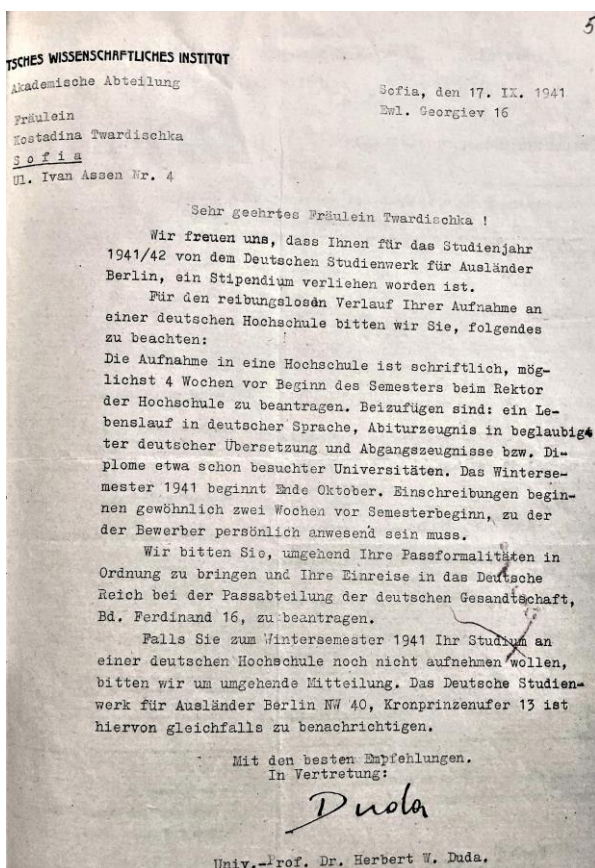 5
TSCHES WISSENSCHAFTLICHES INSTITUT
Akademische Abteilung
Sofia, den 17. IX. 1941
Ewl. Georgiev 16
Fräulein
Kostadina Twardischka
S o f i a
Ul. Ivan Assen Nr. 4
Sehr geehrtes Fräulein Twardischka !
Wir freuen uns, dass Ihnen für das Studienjahr
1941/42 von dem Deutschen Studienwerk für Ausländer
Berlin, ein Stipendium verliehen worden ist.
Für den reibungslosen Verlauf Ihrer Aufnahme an
einer deutschen Hochschule bitten wir Sie, folgendes
zu beachten:
Die Aufnahme in eine Hochschule ist schriftlich, mög-
lichst 4 Wochen vor Beginn des Semesters beim Rektor
der Hochschule zu beantragen. Beizufügen sind: ein Le-
benslauf in deutscher Sprache, Abiturzeugnis in beglaubig
ter deutscher Übersetzung und Abgangszeugnisse bzw. Di-
plome etwa schon besuchter Universitäten. Das Winterse-
mester 1941 beginnt Ende Oktober. Einschreibungen begin-
nen gewöhnlich zwei Wochen vor Semesterbeginn, zu der
der Bewerber persönlich anwesend sein muss.
Wir bitten Sie, umgehend Ihre Passformalitäten in
Ordnung zu bringen und Ihre Einreise in das Deutsche
Reich bei der Passabteilung der deutschen Gesandtschaft,
Bd. Ferdinand 16, zu beantragen.
Falls Sie zum Wintersemester 1941 Ihr Studium an
einer deutschen Hochschule noch nicht aufnehmen wollen,
bitten wir um umgehende Mitteilung. Das Deutsche Studien-
werk für Ausländer Berlin NW 40, Kronprinzenufer 13 ist
hiervon gleichfalls zu benachrichtigen.
Mit den besten Empfehlungen.
In Vertretung:
Duda
Univ.-Prof. Dr. Herbert W. Duda.